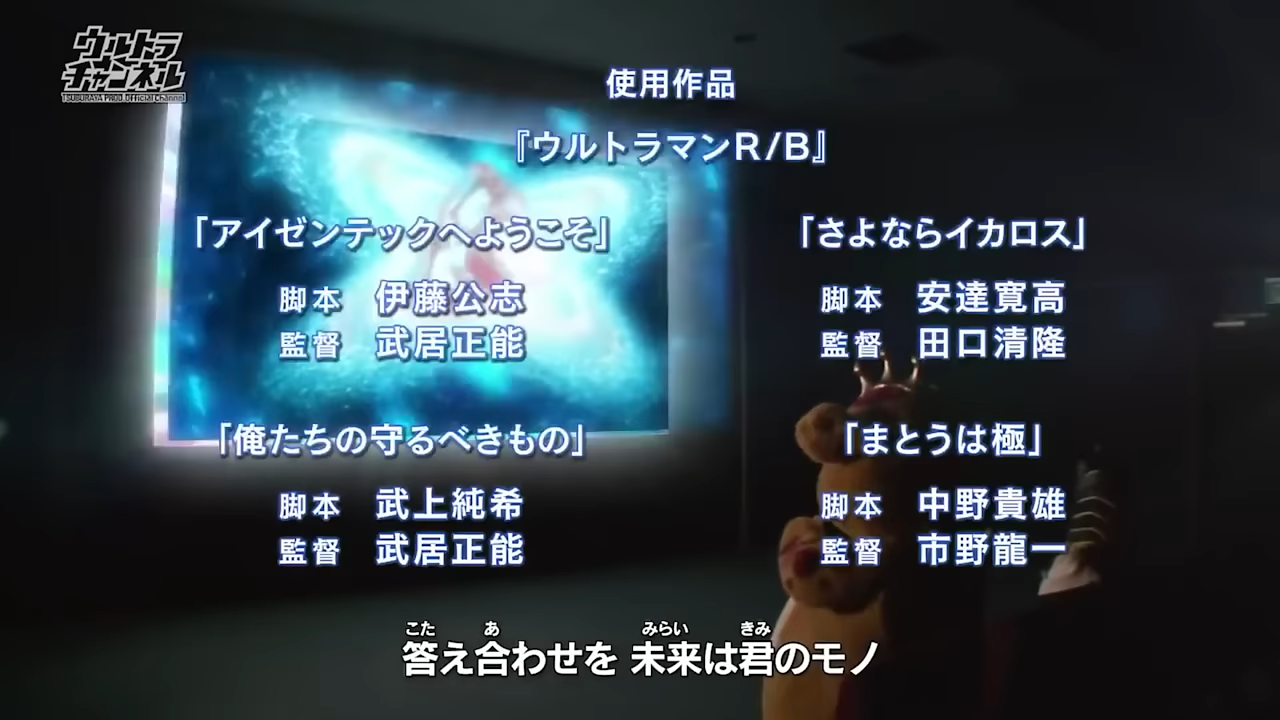 ウルトラ
チャンネル
TSUBURAYA PROD. Official Channel
使用作品
『ウルトラマンR/B』
「アイゼンテックへようこそ」
脚本 伊藤公志
監督 武居正能
「さよならイカロス」
脚本 安達寛高
監督 田口清隆
「俺たちの守るべきもの」
脚本 武上純希
監督 武居正能
「まとうは極」
脚本 中野貴雄
監督 市野龍一
こた あ みらい きみ
答え合わせを 未来は君のモノ